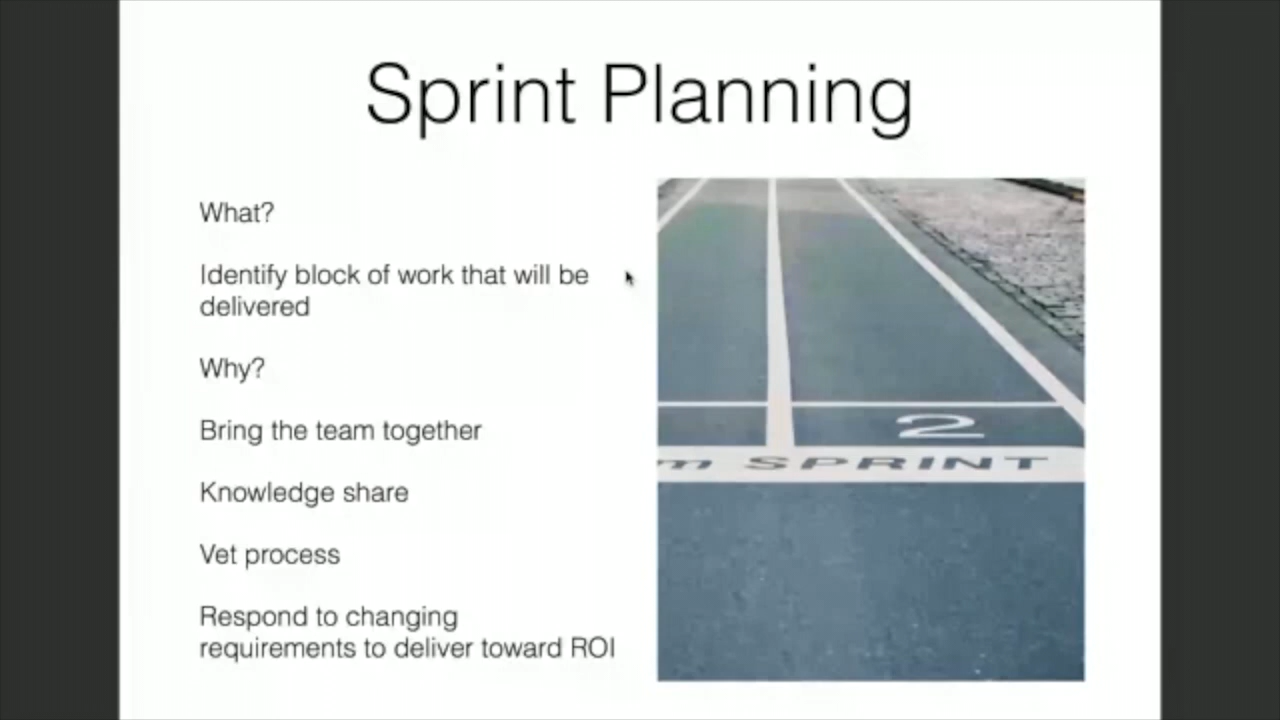 Sprint Planning
What?
Identify block of work that will be
delivered
Why?
Bring the team together
Knowledge share
Vet process
Respond to changing
requirements to deliver toward ROI
2
m SPRINT